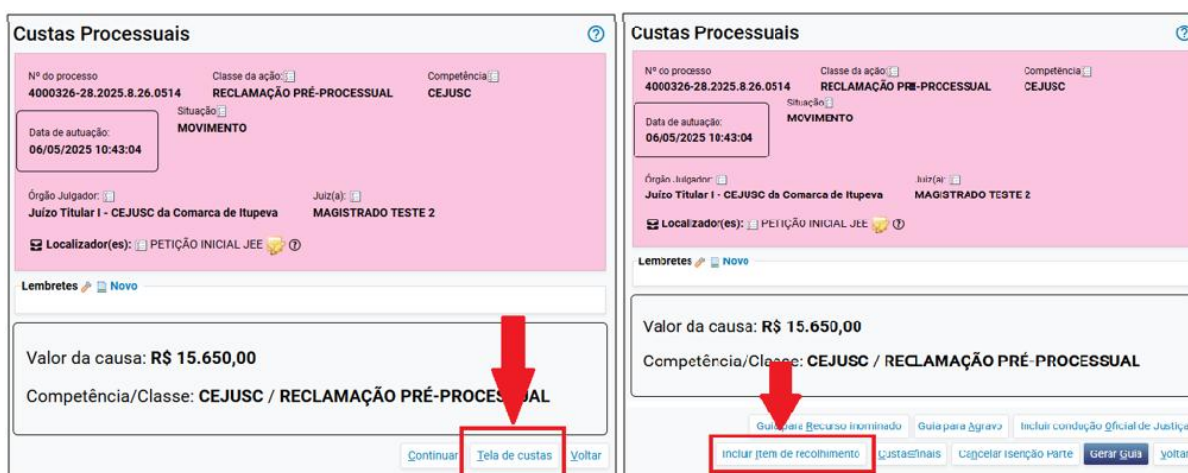 Custas Processuais
Nº do processo Classe da ação: Competência
4000326-28.2025.8.26.0514 RECLAMAÇÃO PRÉ-PROCESSUAL CEJUSC
Situação
Data de autuação: MOVIMENTO
06/05/2025 10:43:04
Órgão Julgador: Juiz(a):
Juízo Titular I - CEJUSC da Comarca de Itupeva MAGISTRADO TESTE 2
Localizador(es): PETIÇÃO INICIAL JEE
Lembretes Novo
Valor da causa: R$ 15.650,00
Competência/Classe: CEJUSC / RECLAMAÇÃO PRÉ-PROCESSUAL
Continuar Tela de custas Voltar
Custas Processuais
Nº do processo Classe da ação: Competência
4000326-28.2025.8.26.0514 RECLAMAÇÃO PRÉ-PROCESSUAL CEJUSC
Situação
Data de autuação: MOVIMENTO
06/05/2025 10:43:04
Órgão Julgador: Juiz(a):
Juízo Titular I - CEJUSC da Comarca de Itupeva MAGISTRADO TESTE 2
Localizador(es): PETIÇÃO INICIAL JEE
Lembretes Novo
Valor da causa: R$ 15.650,00
Competência/Classe: CEJUSC / RECLAMAÇÃO PRÉ-PROCESSUAL
Guia para Recurso Inominado Guia para Agravo Incluir condução Oficial de Justiça
Incluir Item de recolhimento Custas Finais Cancelar Isenção Parte Gerar Guia Voltar